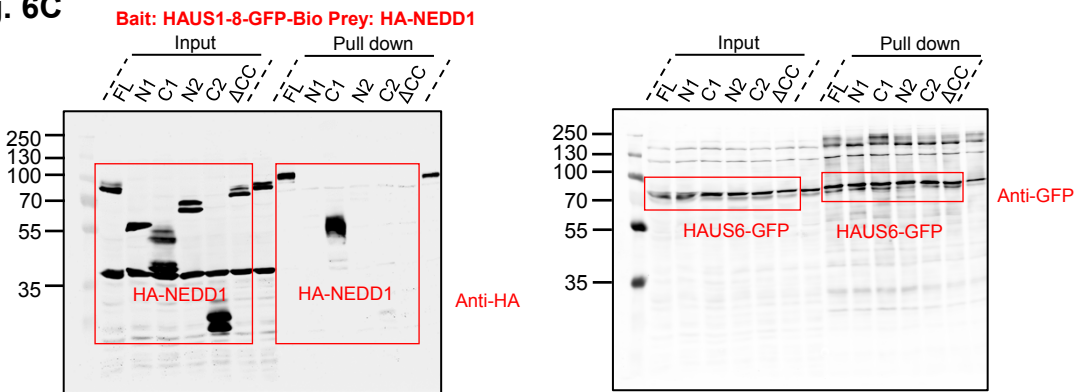 . 6C
Bait: HAUS1-8-GFP-Bio Prey: HA-NEDD1
Input
Pull down
FL N1 C1 N2 C2 ΔCC
FL N1 C1 N2 C2 ΔCC
250
130
100
70
55
35
HA-NEDD1
HA-NEDD1
Anti-HA
Input
Pull down
FL N1 C1 N2 C2 ΔCC
FL N1 C1 N2 C2 ΔCC
250
130
100
70
55
35
HAUS6-GFP
HAUS6-GFP
Anti-GFP